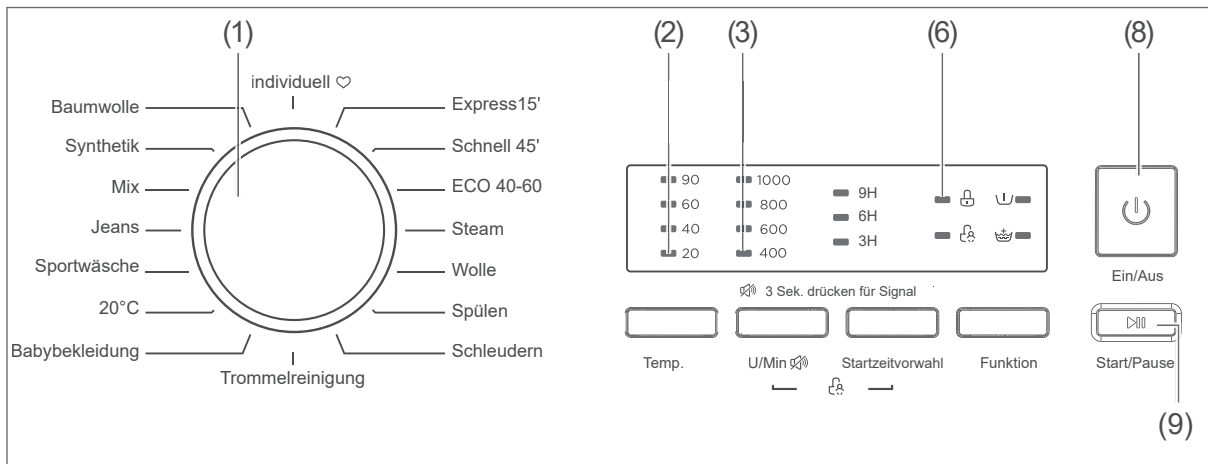 (1)
(2)
(3)
(6)
(8)
individuell
Baumwolle
Express15'
Synthetik
Schnell 45'
Mix
ECO 40-60
Jeans
Steam
Sportwäsche
Wolle
20°C
Spülen
Babybekleidung
Schleudern
Trommelreinigung
90
1000
60
800
40
600
20
400
9H
6H
3H
3 Sek. drücken für Signal
Temp.
U/Min
Startzeitvorwahl
Funktion
Ein/Aus
Start/Pause
(9)